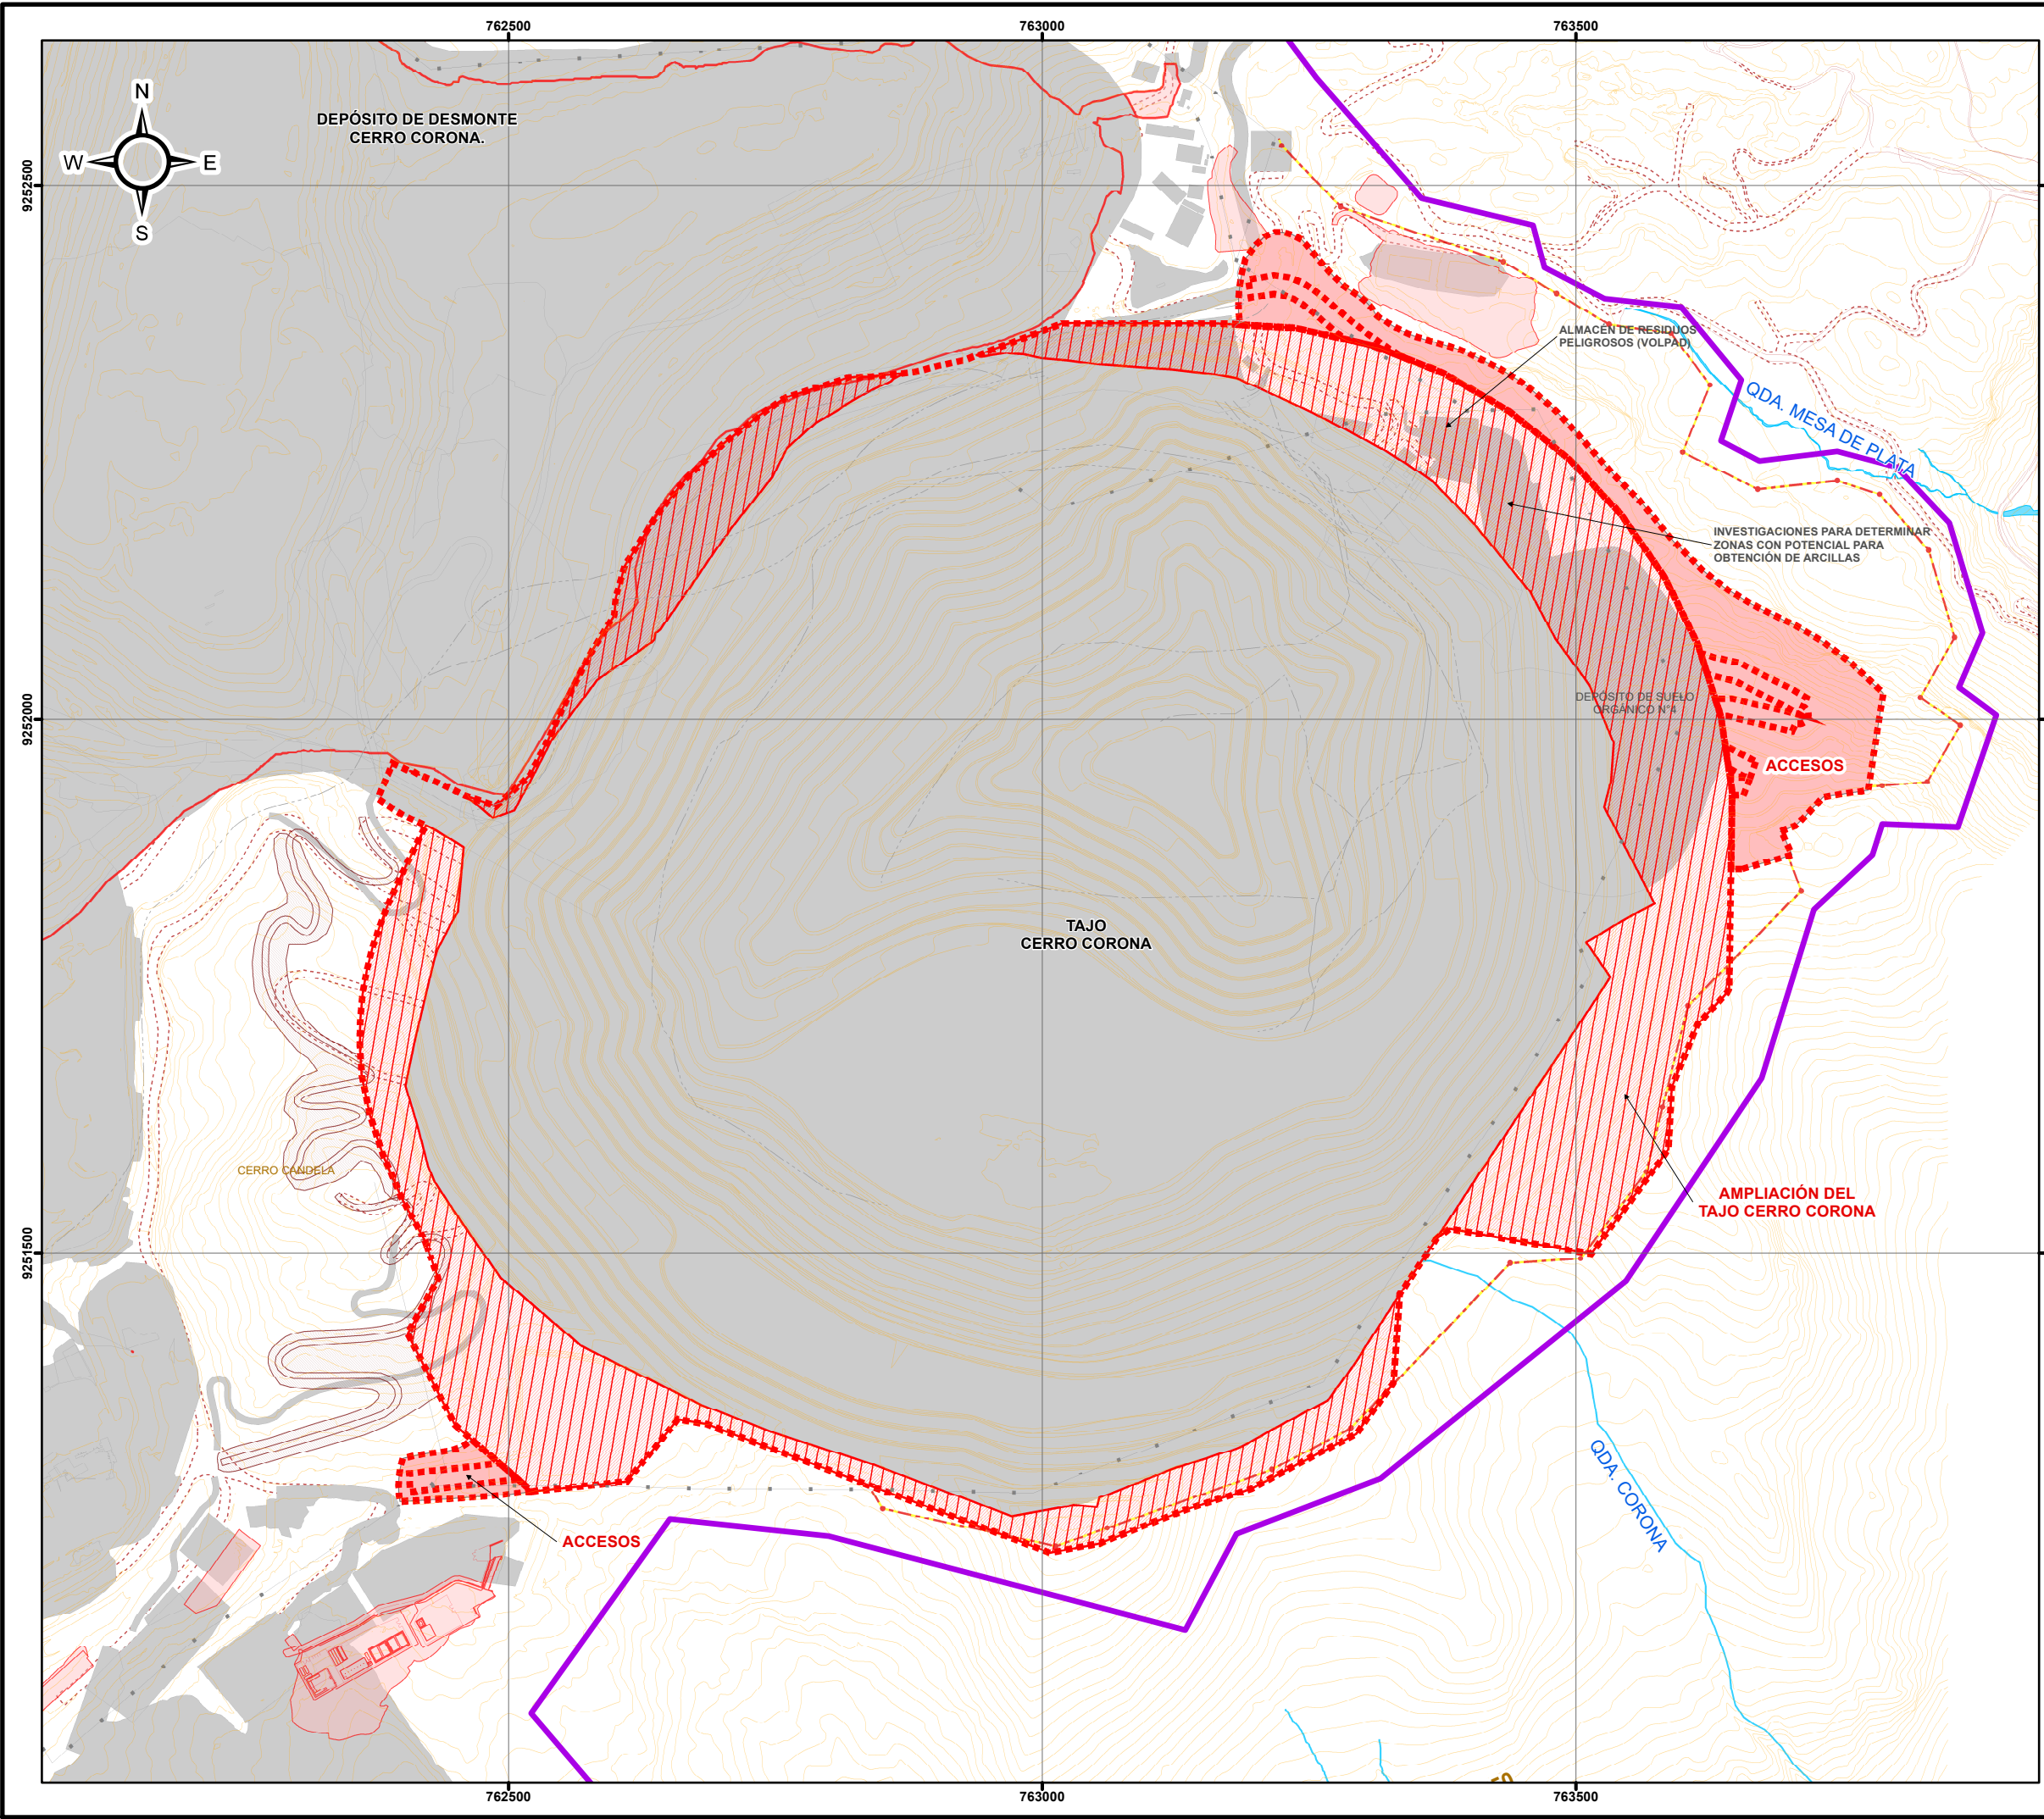 762500
763000
763500
N
W
E
S
DEPÓSITO DE DESMONTE
CERRO CORONA.
9252500
9252500
ALMACÉN DE RESIDUOS
PELIGROSOS (VOLPAD)
QDA. MESA DE PLATA
INVESTIGACIONES PARA DETERMINAR
ZONAS CON POTENCIAL PARA
OBTENCIÓN DE ARCILLAS
DEPÓSITO DE SUELO
ORGÁNICO N°4
9252000
ACCESOS
TAJO
CERRO CORONA
CERRO CANDELA
AMPLIACIÓN DEL
TAJO CERRO CORONA
9251500
QDA. CORONA
ACCESOS
762500
763000
763500